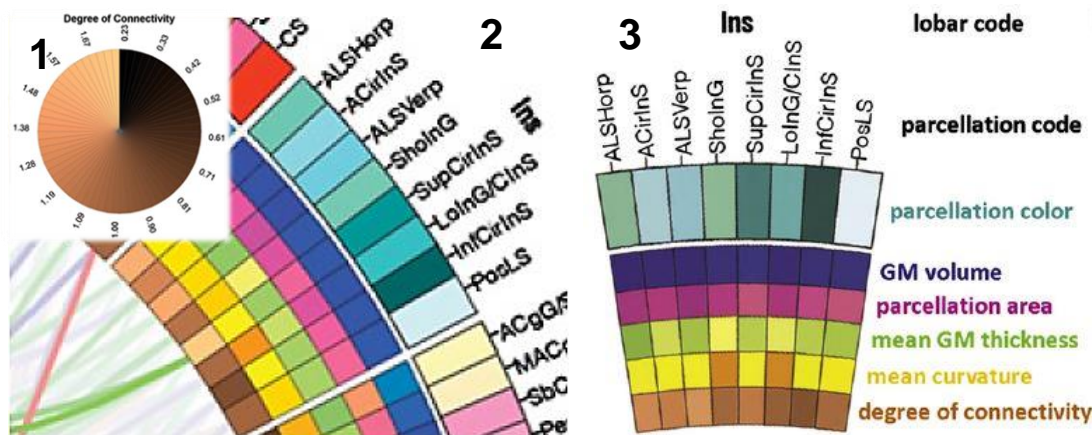 Degree of Connectivity
1
0.23
0.33
0.42
0.52
0.61
0.71
0.81
0.90
1.00
1.09
1.19
1.28
1.38
1.48
1.57
1.67
2
CS
ALSHorp
ACirInS
ALSVerp
ShoInG
SupCirInS
LoInG/CInS
InfCirInS
PosLS
Ins
3
Ins
lobar code
ALSHorp
ACirInS
ALSVerp
ShoInG
SupCirInS
LoInG/CInS
InfCirInS
PosLS
parcellation code
parcellation color
GM volume
parcellation area
mean GM thickness
mean curvature
degree of connectivity